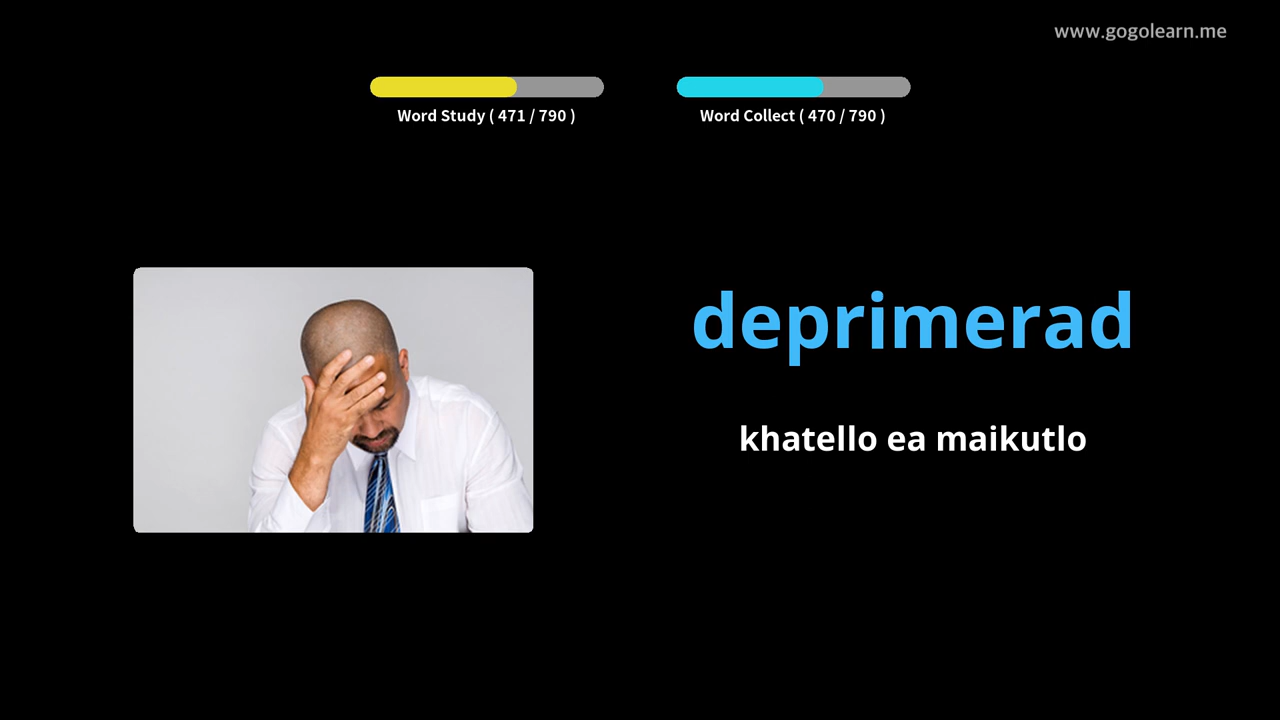 www.gogolearn.me
Word Study ( 471 / 790 )
Word Collect ( 470 / 790 )
deprimerad
khatello ea maikutlo